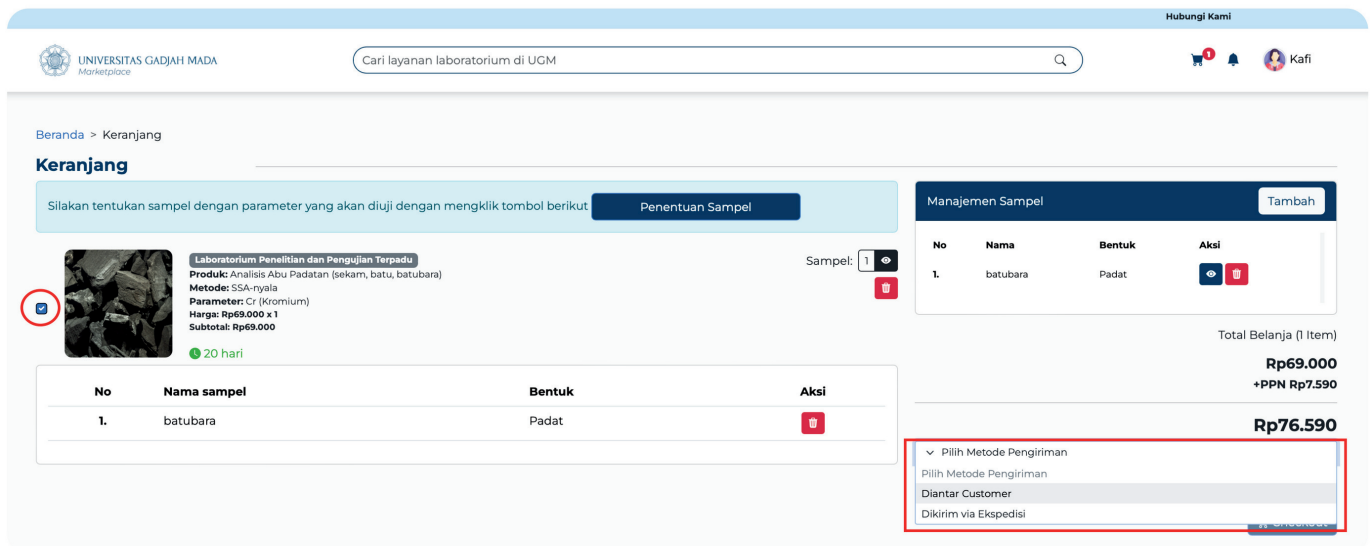 Hubungi Kami
UNIVERSITAS GADJAH MADA
Marketplace
Cari layanan laboratorium di UGM
1
Kafi
Beranda > Keranjang
Keranjang
Silakan tentukan sampel dengan parameter yang akan diuji dengan mengklik tombol berikut
Penentuan Sampel
Laboratorium Penelitian dan Pengujian Terpadu
Produk: Analisis Abu Padatan (sekam, batu, batubara)
Metode: SSA-nyala
Parameter: Cr (Kromium)
Harga: Rp69.000 x 1
Subtotal: Rp69.000
20 hari
Sampel: 1
No Nama sampel Bentuk Aksi
1. batubara Padat
Manajemen Sampel
Tambah
No Nama Bentuk Aksi
1. batubara Padat
Total Belanja (1 Item)
Rp69.000
+PPN Rp7.590
Rp76.590
Pilih Metode Pengiriman
Pilih Metode Pengiriman
Diantar Customer
Dikirim via Ekspedisi
Checkout